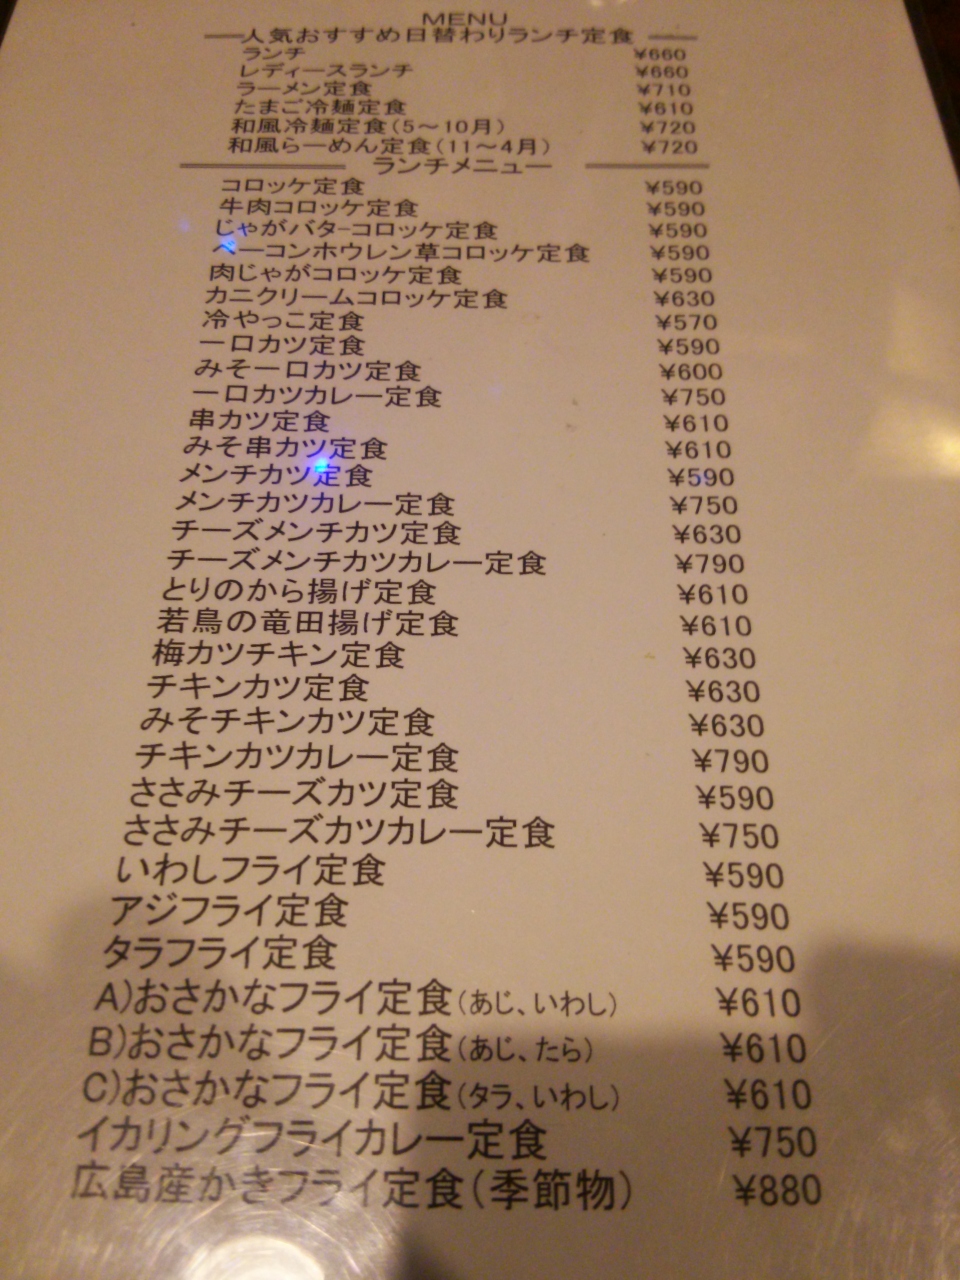 MENU
人気おすすめ日替わりランチ定食
ランチ ¥660
レディースランチ ¥660
ラーメン定食 ¥710
たまご冷麺定食 ¥610
和風冷麺定食(5～10月) ¥720
和風らーめん定食(11～4月) ¥720
ランチメニュー
コロッケ定食 ¥590
牛肉コロッケ定食 ¥590
じゃがバターコロッケ定食 ¥590
ベーコンホウレン草コロッケ定食 ¥590
肉じゃがコロッケ定食 ¥590
カニクリームコロッケ定食 ¥630
冷やっこ定食 ¥570
一口カツ定食 ¥590
みそ一口カツ定食 ¥600
一口カツカレー定食 ¥750
串カツ定食 ¥610
みそ串カツ定食 ¥610
メンチカツ定食 ¥590
メンチカツカレー定食 ¥750
チーズメンチカツ定食 ¥630
チーズメンチカツカレー定食 ¥790
とりのから揚げ定食 ¥610
若鳥の竜田揚げ定食 ¥610
梅カツチキン定食 ¥630
チキンカツ定食 ¥630
みそチキンカツ定食 ¥630
チキンカツカレー定食 ¥790
ささみチーズカツ定食 ¥590
ささみチーズカツカレー定食 ¥750
いわしフライ定食 ¥590
アジフライ定食 ¥590
タラフライ定食 ¥590
A)おさかなフライ定食(あじ、いわし) ¥610
B)おさかなフライ定食(あじ、たら) ¥610
C)おさかなフライ定食(タラ、いわし) ¥610
イカリングフライカレー定食 ¥750
広島産かきフライ定食(季節物) ¥880